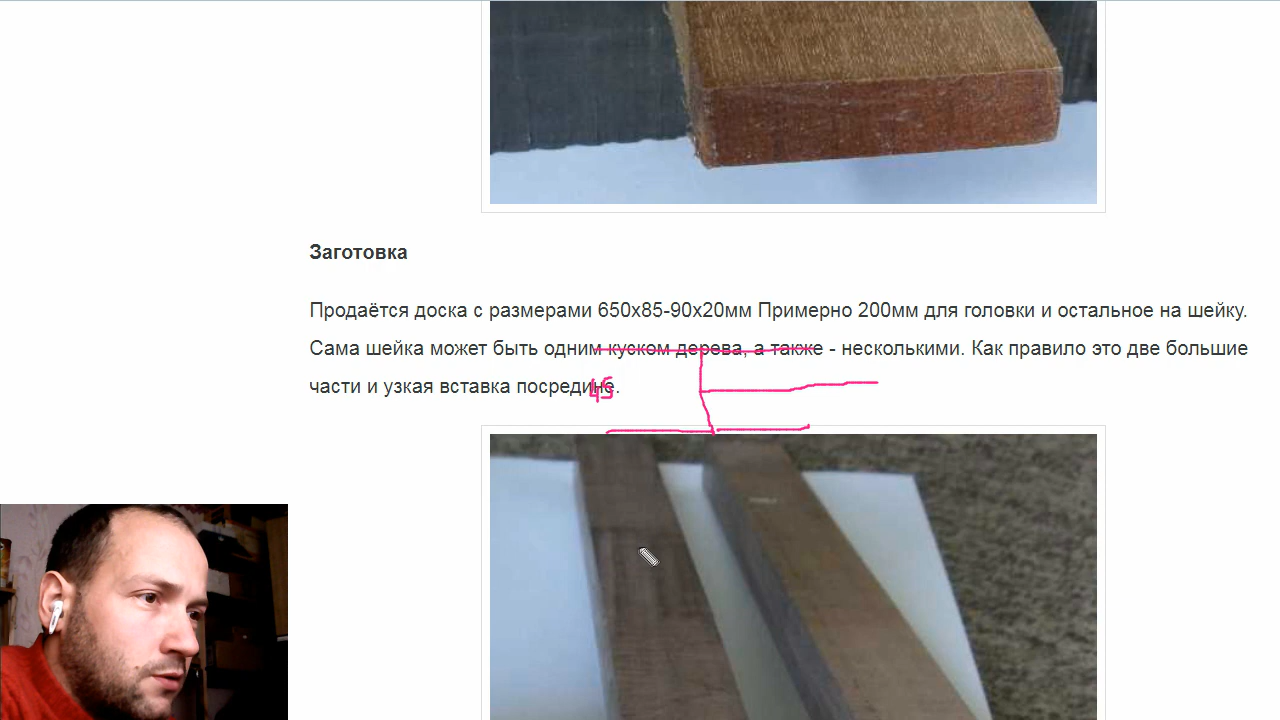 Заготовка
Продаётся доска с размерами 650х85-90х20мм Примерно 200мм для головки и остальное на шейку.
Сама шейка может быть одним куском дерева, а также - несколькими. Как правило это две большие
части и узкая вставка посредине.
45